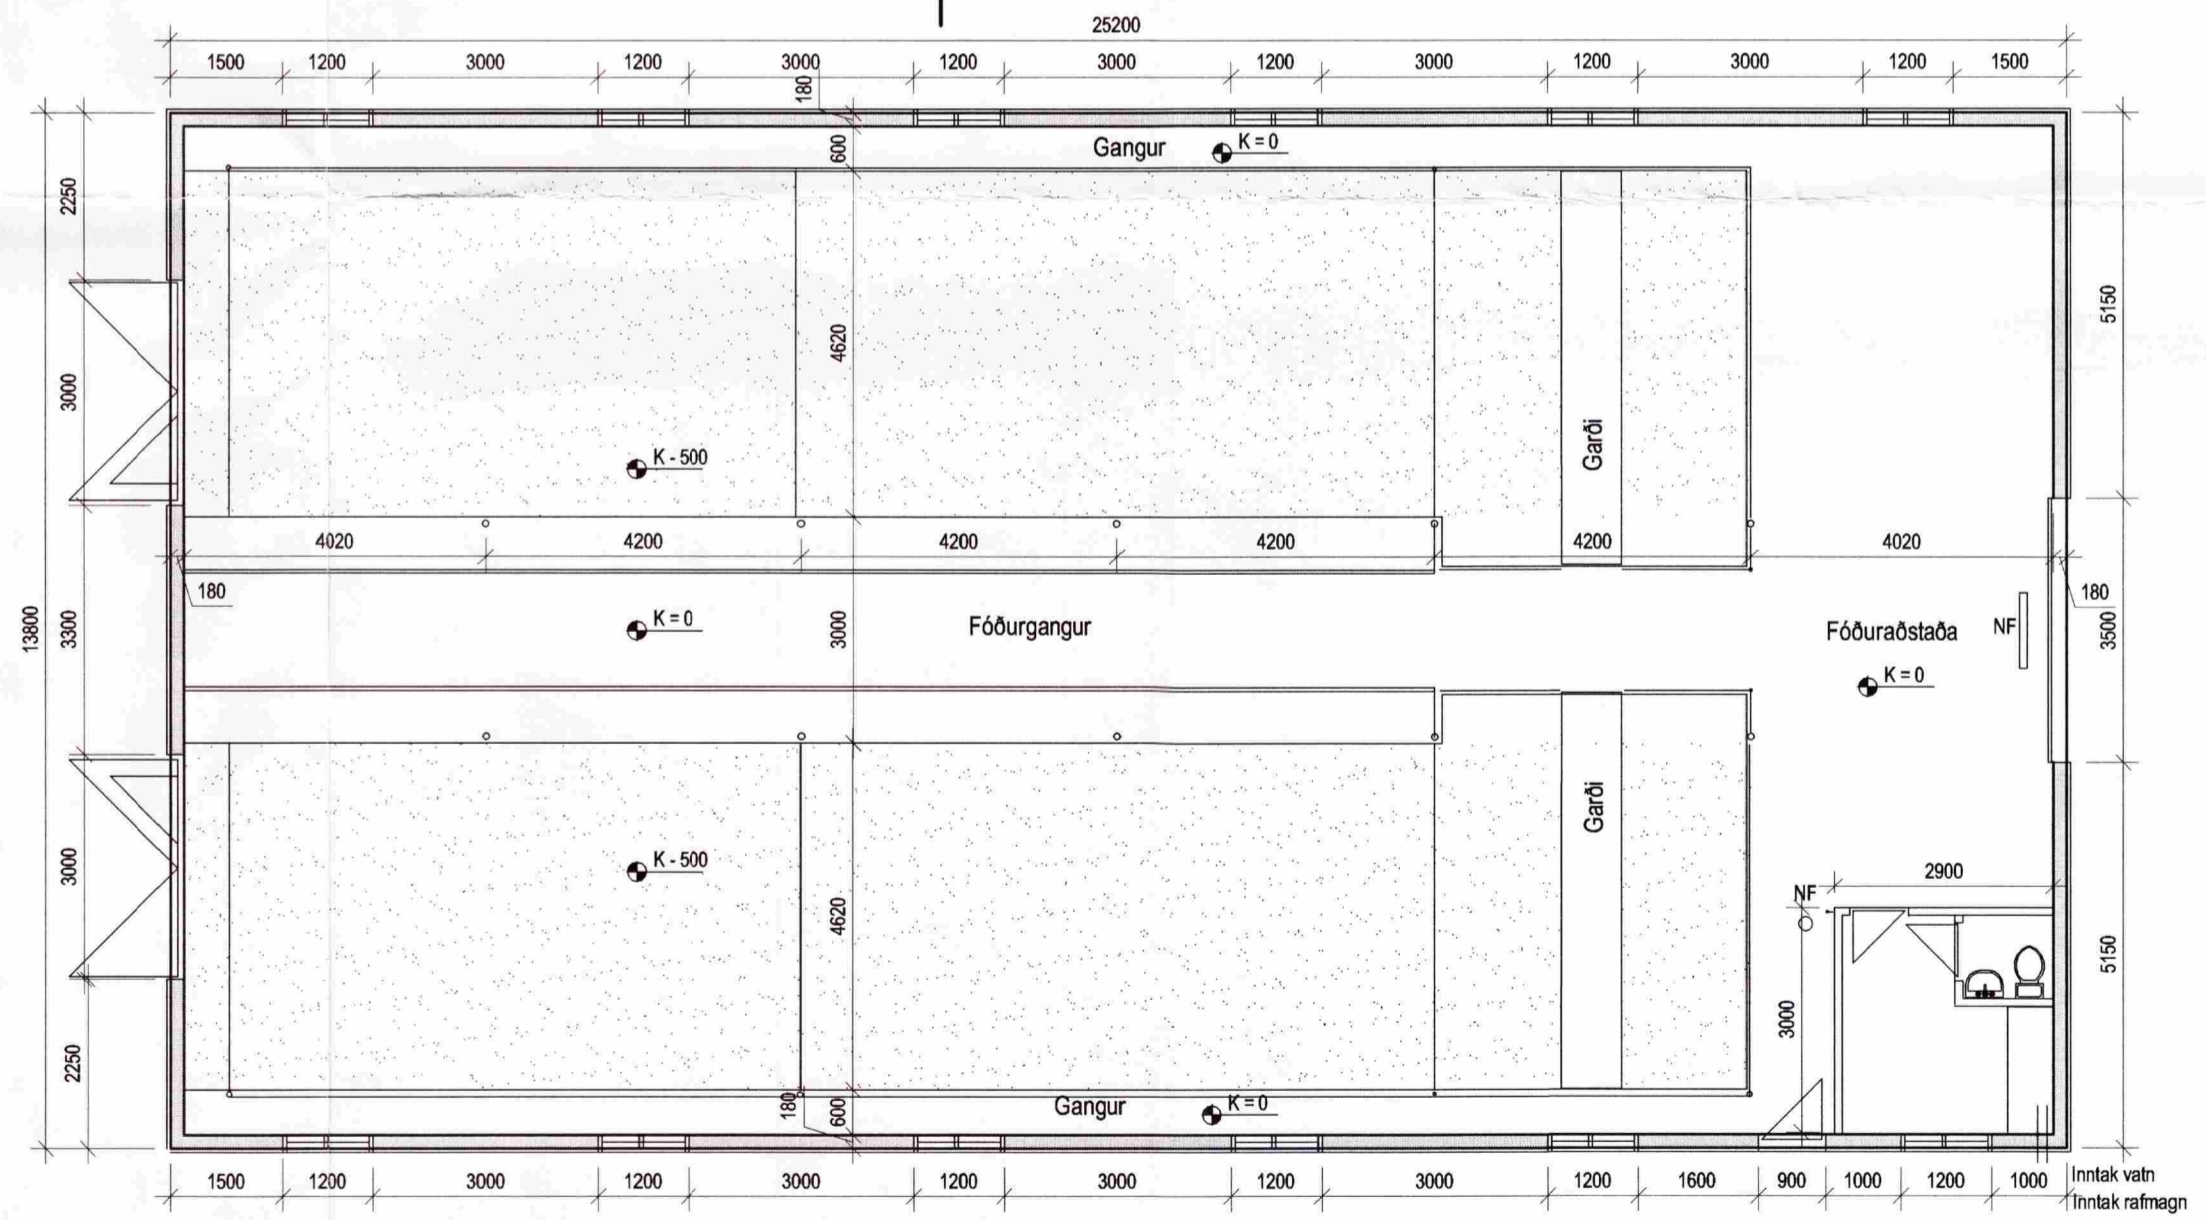 25200
1500 1200 3000 1200 3000 1200 3000 1200 3000 1200 3000 1200 1500
180
600
Gangur K = 0
2250
5150
4620
3000
Garði
K - 500
4020 4200 4200 4200 4200 4020
180
180
13800
3300
K = 0
3000
Fóðurgangur
Fóðuraðstaða
NF
3500
K = 0
Garði
K - 500
3000
4620
2900
NF
5150
3000
2250
180
600
Gangur K = 0
1500 1200 3000 1200 3000 1200 3000 1200 3000 1200 1600 900 1000 1200 1000
Inntak vatn
Inntak rafmagn